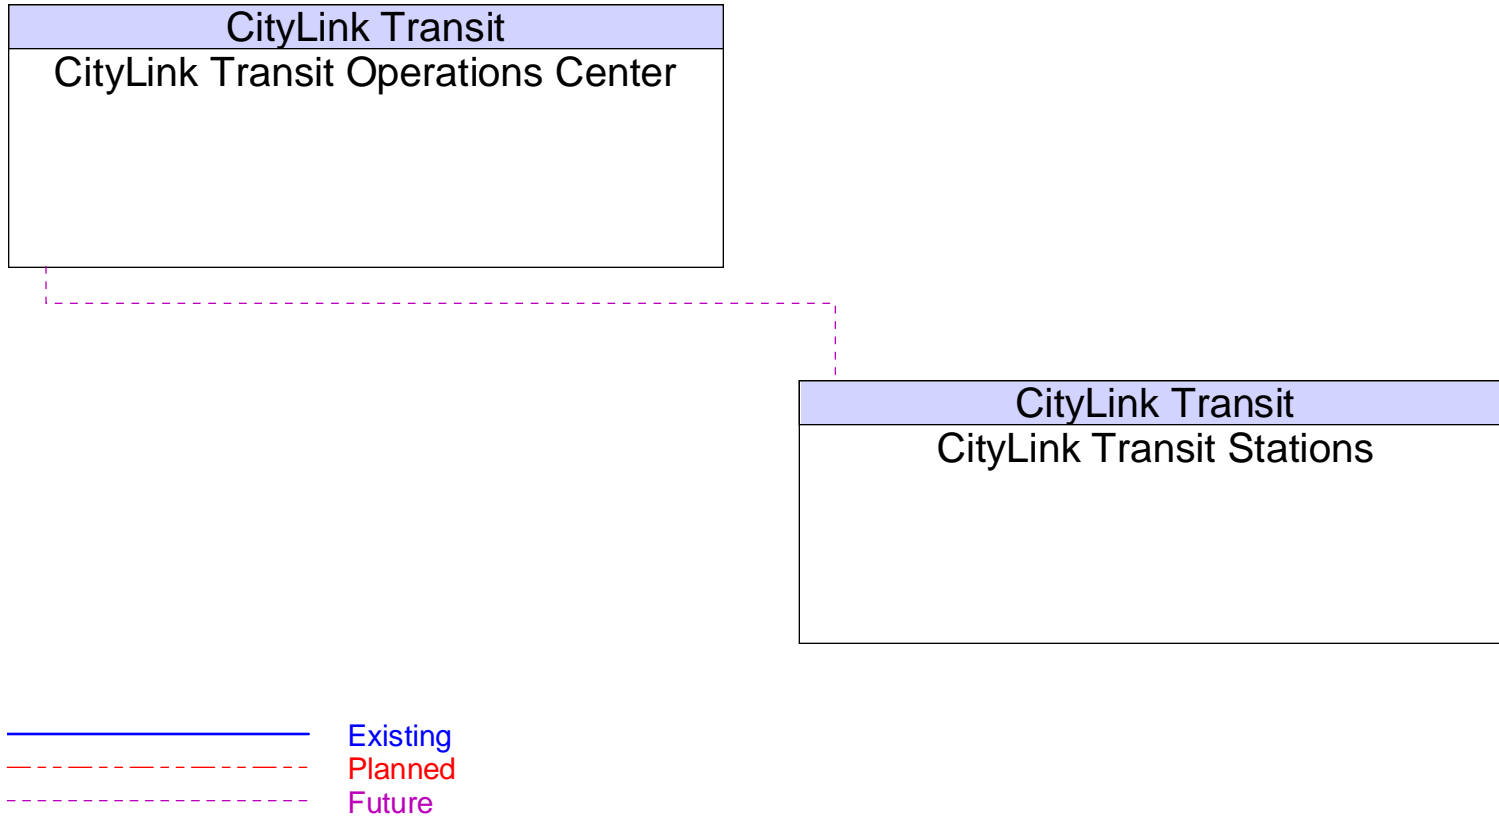 CityLink Transit
CityLink Transit Operations Center
CityLink Transit
CityLink Transit Stations
Existing
Planned
Future